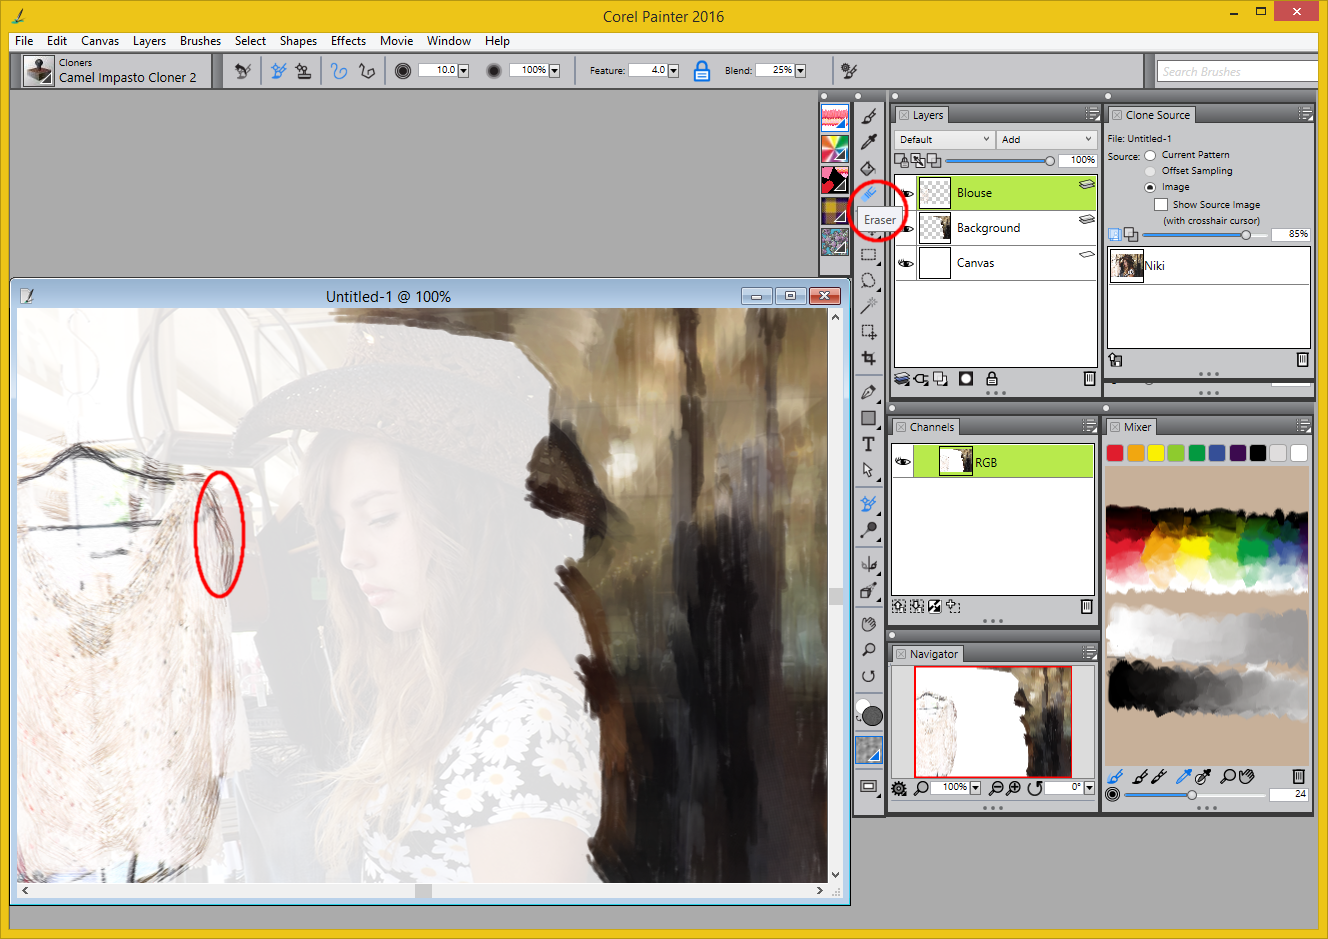 Corel Painter 2016
File Edit Canvas Layers Brushes Select Shapes Effects Movie Window Help
Cloners
Camel Impasto Cloner 2
10.0
100%
Feature: 4.0
Blend: 25%
Search Brushes
Layers
Default
Add
100%
Blouse
Background
Canvas
Eraser
Clone Source
File: Untitled-1
Source:
Current Pattern
Offset Sampling
Image
Show Source Image
(with crosshair cursor)
85%
Niki
Untitled-1 @ 100%
T
Channels
RGB
Mixer
Navigator
100%
0°
24